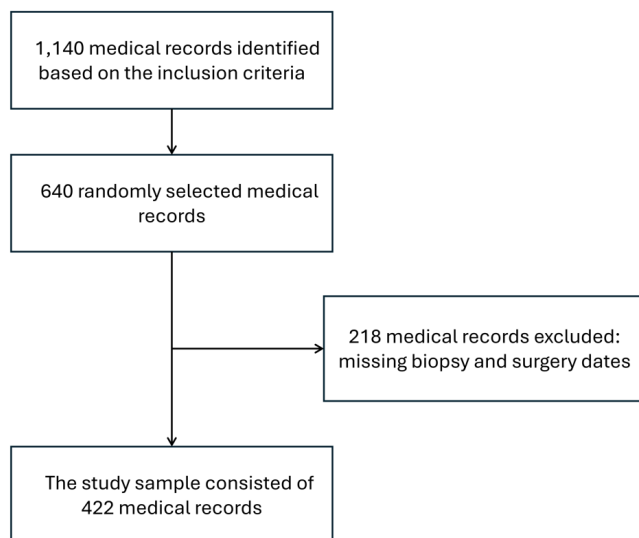 1,140 medical records identified
based on the inclusion criteria
640 randomly selected medical
records
218 medical records excluded:
missing biopsy and surgery dates
The study sample consisted of
422 medical records